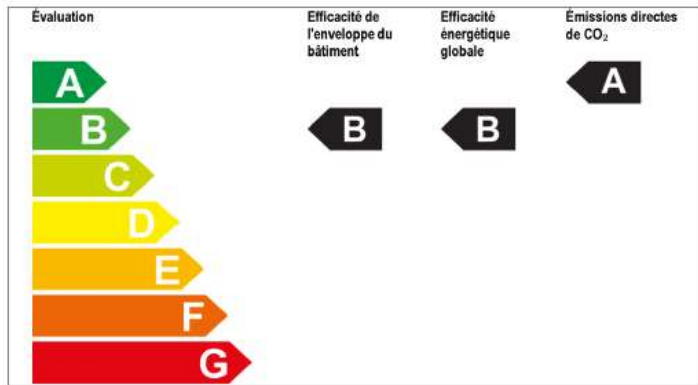 Évaluation
Efficacité de
l'enveloppe du
bâtiment
Efficacité
énergétique
globale
Émissions directes
de CO₂
A
A
B
B
B
C
D
E
F
G